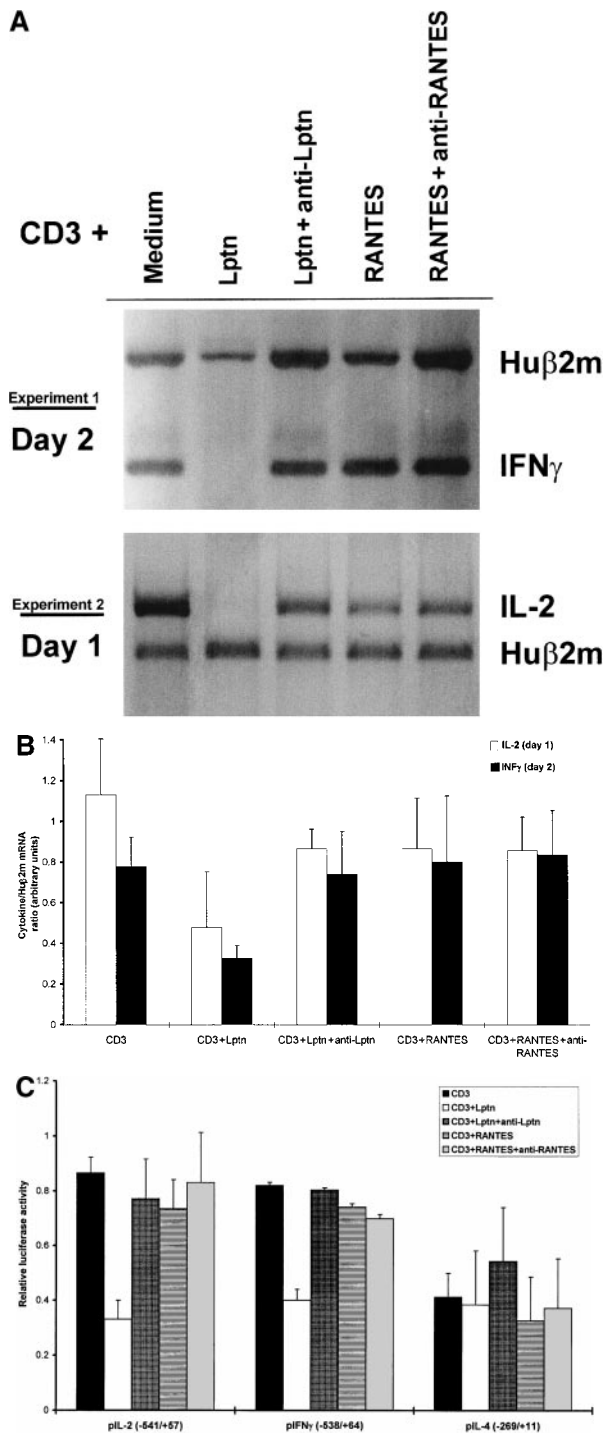 A
CD3 +
Medium
Lptn
Lptn + anti-Lptn
RANTES
RANTES + anti-RANTES
Experiment 1
Day 2
Huβ2m
IFNγ
Experiment 2
Day 1
IL-2
Huβ2m
B
Cytokine/Huβ2m mRNA
ratio (arbitrary units)
1.4
1.2
1
0.8
0.6
0.4
0.2
0
IL-2 (day 1)
INFγ (day 2)
CD3
CD3+Lptn
CD3+Lptn+anti-Lptn
CD3+RANTES
CD3+RANTES+anti-
RANTES
C
Relative luciferase activity
1.2
1
0.8
0.6
0.4
0.2
0
CD3
CD3+Lptn
CD3+Lptn+anti-Lptn
CD3+RANTES
CD3+RANTES+anti-RANTES
pIL-2 (-541/+57)
pIFNγ (-538/+64)
pIL-4 (-269/+11)